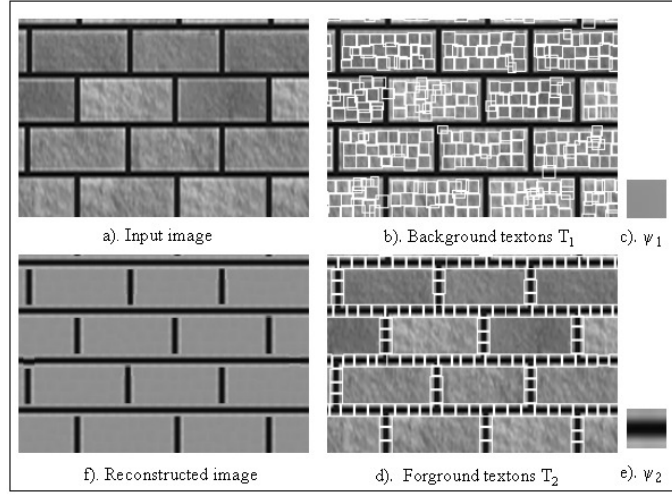 a). Input image
b). Background textons T₁
c). ψ₁
f). Reconstructed image
d). Forground textons T₂
e). ψ₂